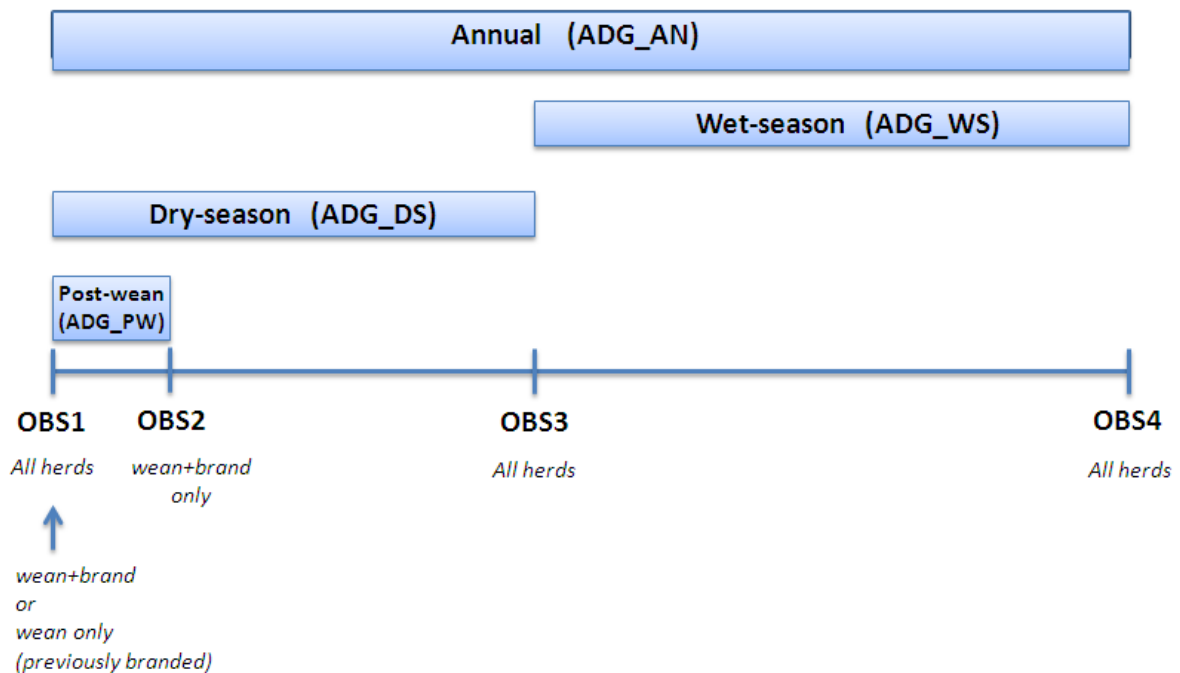 Annual (ADG_AN)
Wet-season (ADG_WS)
Dry-season (ADG_DS)
Post-wean
(ADG_PW)
OBS1
OBS2
OBS3
OBS4
All herds
wean+brand
only
All herds
All herds
wean+brand
or
wean only
(previously branded)